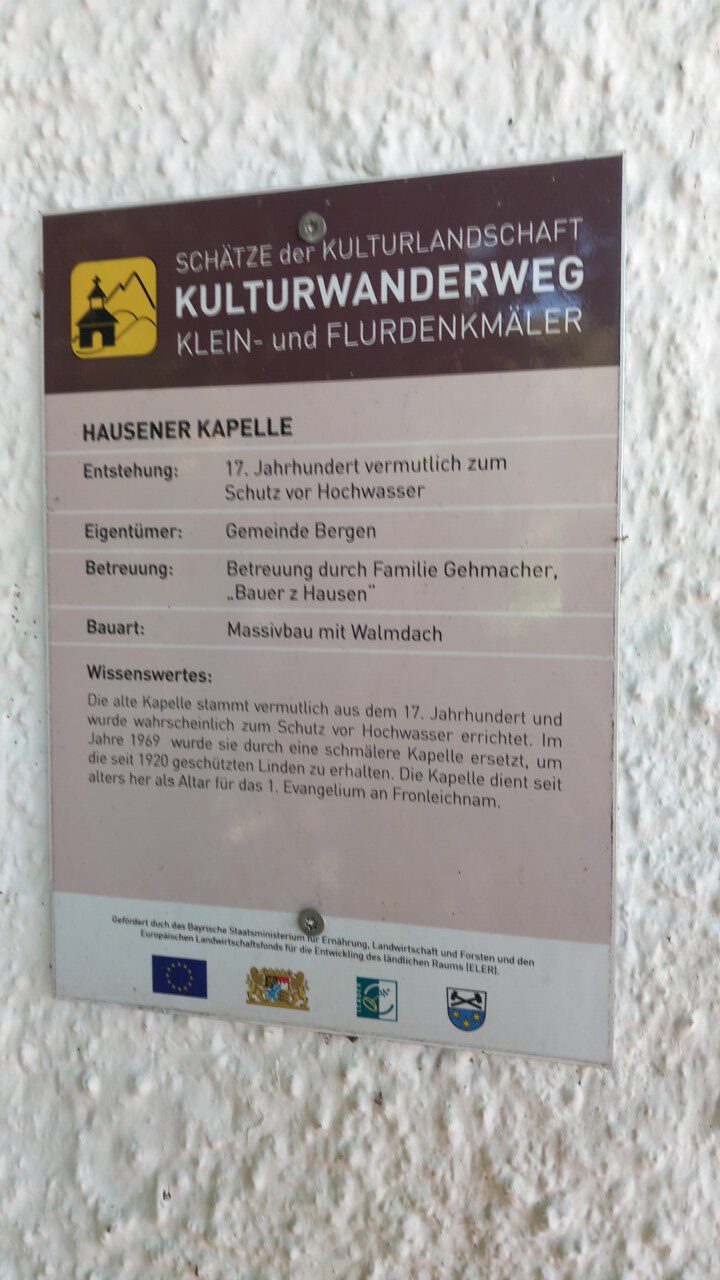 SCHÄTZE der KULTURLANDSCHAFT
KULTURWANDERWEG
KLEIN- und FLURDENKMÄLER
HAUSENER KAPELLE
Entstehung: 17. Jahrhundert vermutlich zum
Schutz vor Hochwasser
Eigentümer: Gemeinde Bergen
Betreuung: Betreuung durch Familie Gehmacher,
„Bauer z Hausen“
Bauart: Massivbau mit Walmdach
Wissenswertes:
Die alte Kapelle stammt vermutlich aus dem 17. Jahrhundert und
wurde wahrscheinlich zum Schutz vor Hochwasser errichtet. Im
Jahre 1969 wurde sie durch eine schmälere Kapelle ersetzt, um
die seit 1920 geschützten Linden zu erhalten. Die Kapelle dient seit
alters her als Altar für das 1. Evangelium an Fronleichnam.
Gefördert duch das Bayrische Staatsministerium für Ernährung, Landwirtschaft und Forsten und den
Europäischen Landwirtschaftsfonds für die Entwickling des ländlichen Raums (ELER).
LEADER